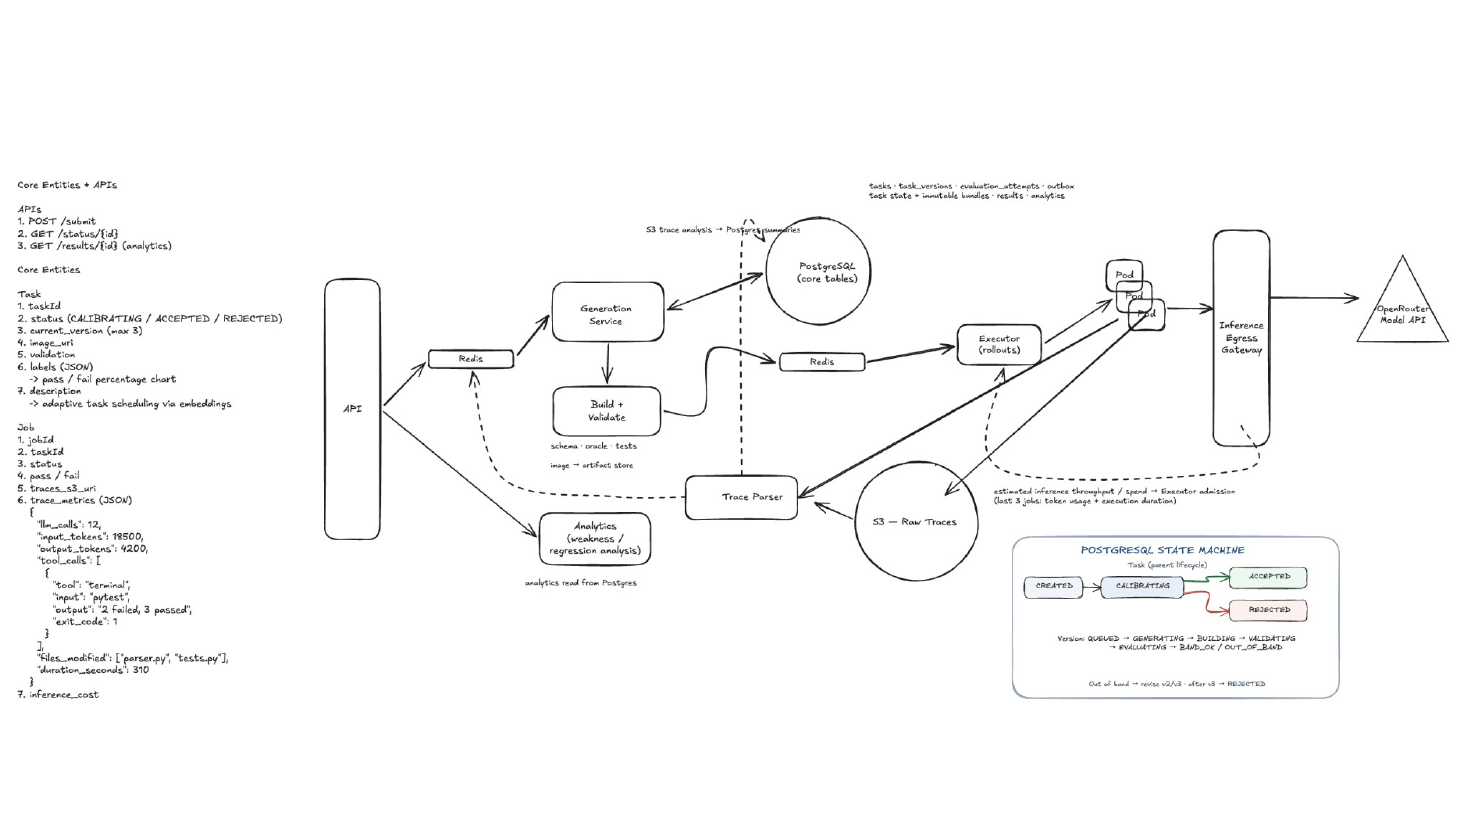 Core Entities + APIs
APIs
1. POST /submit
2. GET /status/{id}
3. GET /results/{id} (analytics)
Core Entities
Task
1. taskId
2. status (CALIBRATING / ACCEPTED / REJECTED)
3. current_version (max 3)
4. image_uri
5. validation
6. labels (JSON)
-> pass / fail percentage chart
7. description
-> adaptive task scheduling via embeddings
Job
1. jobId
2. taskId
3. status
4. pass / fail
5. traces_s3_uri
6. trace_metrics (JSON)
{
"llm_calls": 12,
"input_tokens": 18500,
"output_tokens": 4200,
"tool_calls": [
{
"tool": "terminal",
"input": "pytest",
"output": "2 failed, 3 passed",
"exit_code": 1
}
],
"files_modified": ["parser.py", "tests.py"],
"duration_seconds": 310
}
7. inference_cost
API
Redis
Generation
Service
Build +
Validate
schema · oracle · tests
image → artifact store
Analytics
(weakness /
regression analysis)
analytics read from Postgres
S3 trace analysis → Postgres summaries
PostgreSQL
(core tables)
tasks · task_versions · evaluation_attempts · outbox
task state + immutable bundles · results · analytics
Redis
Trace Parser
S3 — Raw Traces
Executor
(rollouts)
Pod
Pod
Pod
Inference
Egress
Gateway
OpenRouter
Model API
estimated inference throughput / spend → Executor admission
(last 3 jobs: token usage + execution duration)
POSTGRESQL STATE MACHINE
Task (parent lifecycle)
CREATED
CALIBRATING
ACCEPTED
REJECTED
Version: QUEUED → GENERATING → BUILDING → VALIDATING
→ EVALUATING → BAND_OK / OUT_OF_BAND
Out of band → revise v2/v3 · after v3 → REJECTED